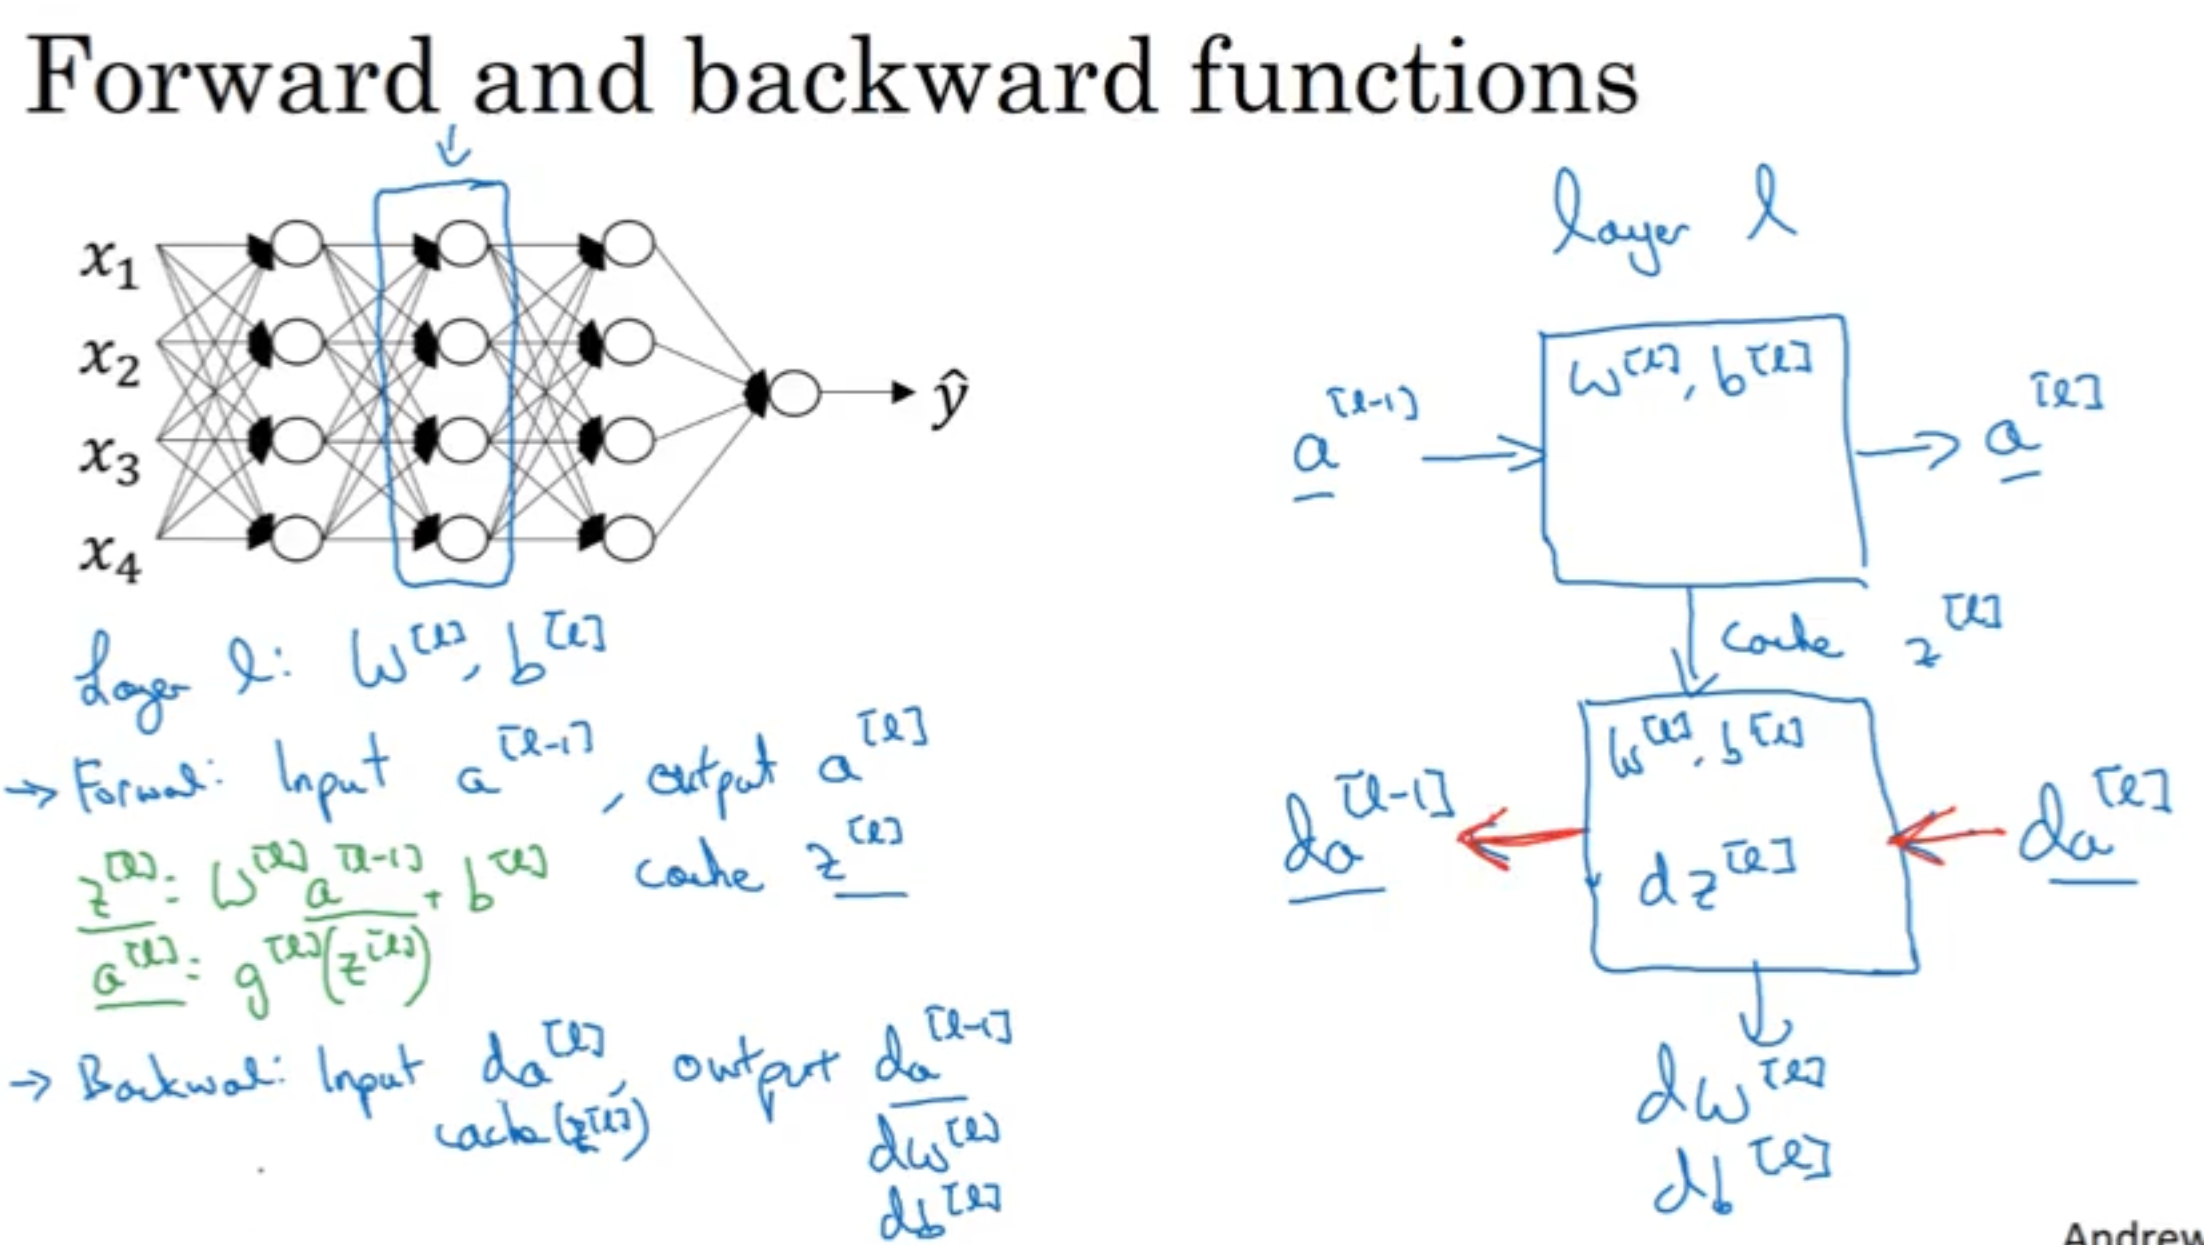 Forward and backward functions
x₁
x₂
x₃
x₄
ŷ
Layer l: W^[l], b^[l]
→ Forward: Input a^[l-1], output a^[l]
cache z^[l]
z^[l] = W^[l] a^[l-1] + b^[l]
a^[l] = g^[l](z^[l])
→ Backward: Input da^[l], output da^[l-1]
cache (z^[l])
dW^[l]
db^[l]
layer l
a^[l-1] → W^[l], b^[l] → a^[l]
cache z^[l]
W^[l], b^[l]
da^[l-1] ← dz^[l] ← da^[l]
dW^[l]
db^[l]
Andrew